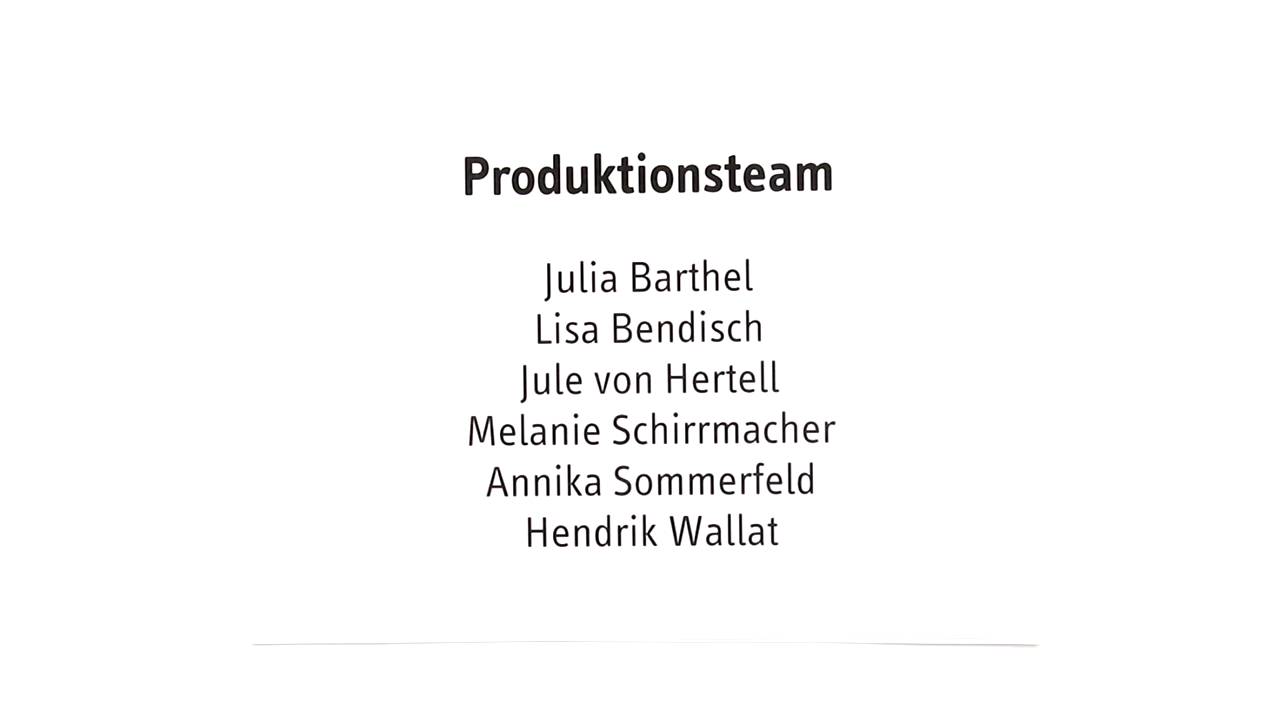 Produktionsteam
Julia Barthel
Lisa Bendisch
Jule von Hertell
Melanie Schirrmacher
Annika Sommerfeld
Hendrik Wallat